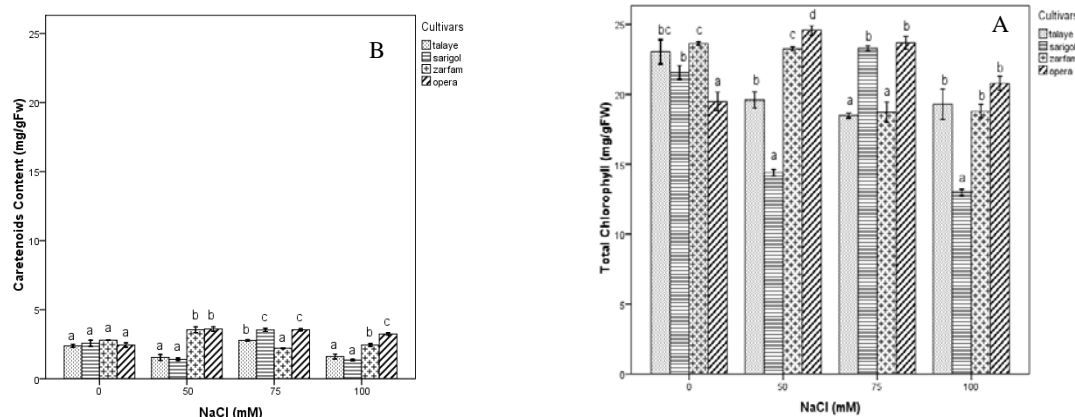 B
Cultivars
talaye
sarigol
zarfam
opera
Caretenoids Content (mg/gFw)
25
20
15
10
5
0
a a a a
a a b b
b c a c
a a b c
0 50 75 100
NaCl (mM)
A
Cultivars
talaye
sarigol
zarfam
opera
Total Chlorophyll (mg/gFW)
25
20
15
10
5
0
bc b c a
b a c d
a b a b
b a b b
0 50 75 100
NaCl (mM)